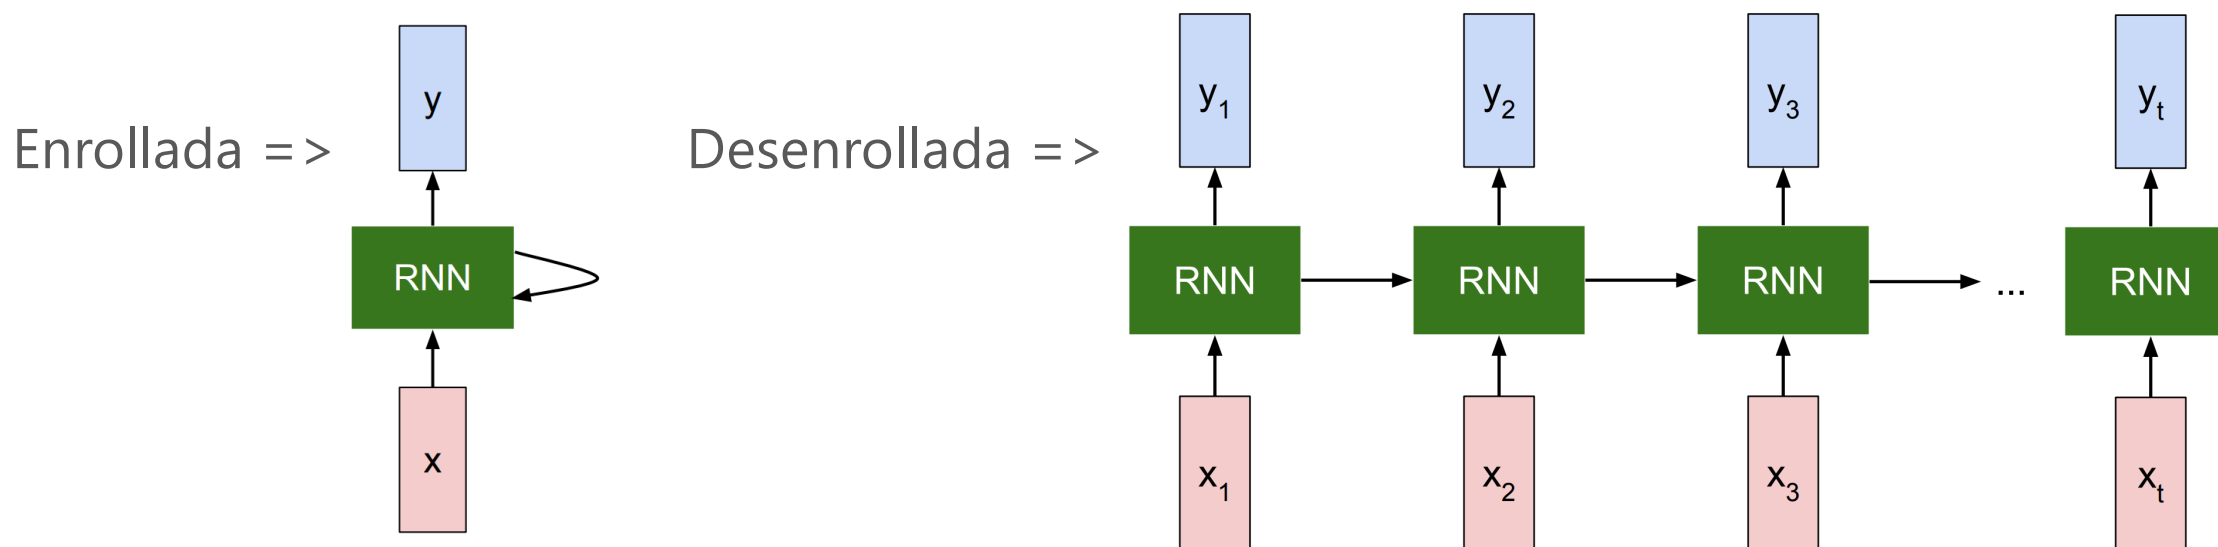 Enrollada =>
y
RNN
x
Desenrollada =>
y₁ y₂ y₃ yₜ
RNN RNN RNN ... RNN
x₁ x₂ x₃ xₜ